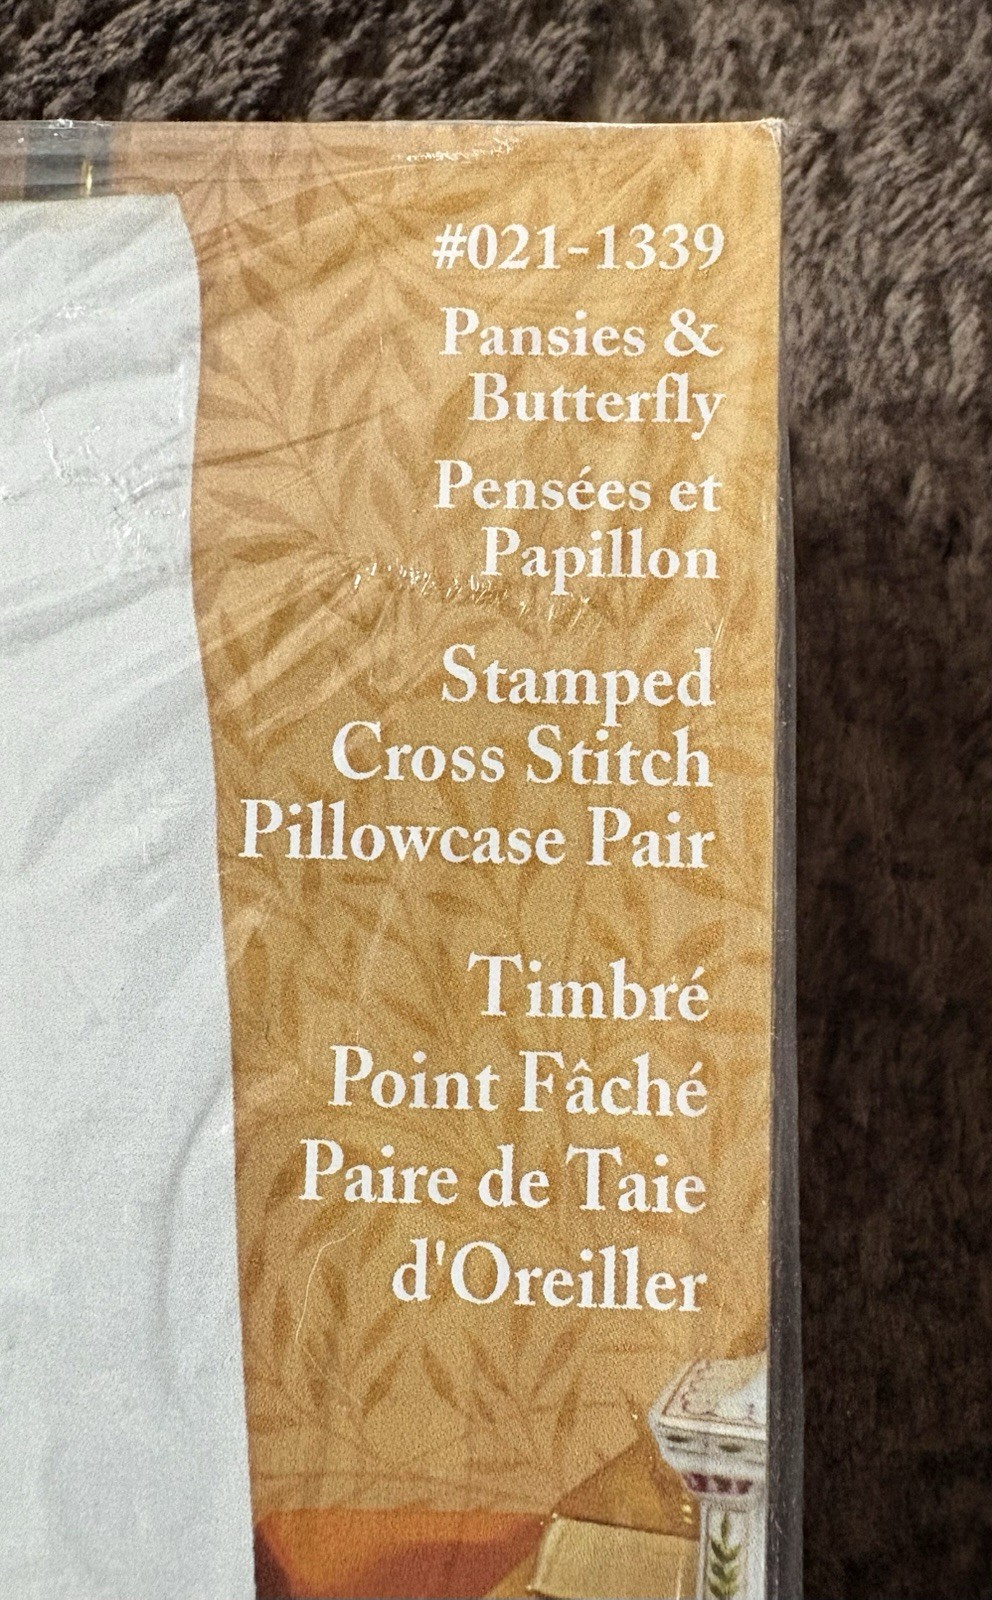 #021-1339
Pansies &
Butterfly
Pensées et
Papillon
Stamped
Cross Stitch
Pillowcase Pair
Timbré
Point Fâché
Paire de Taie
d'Oreiller